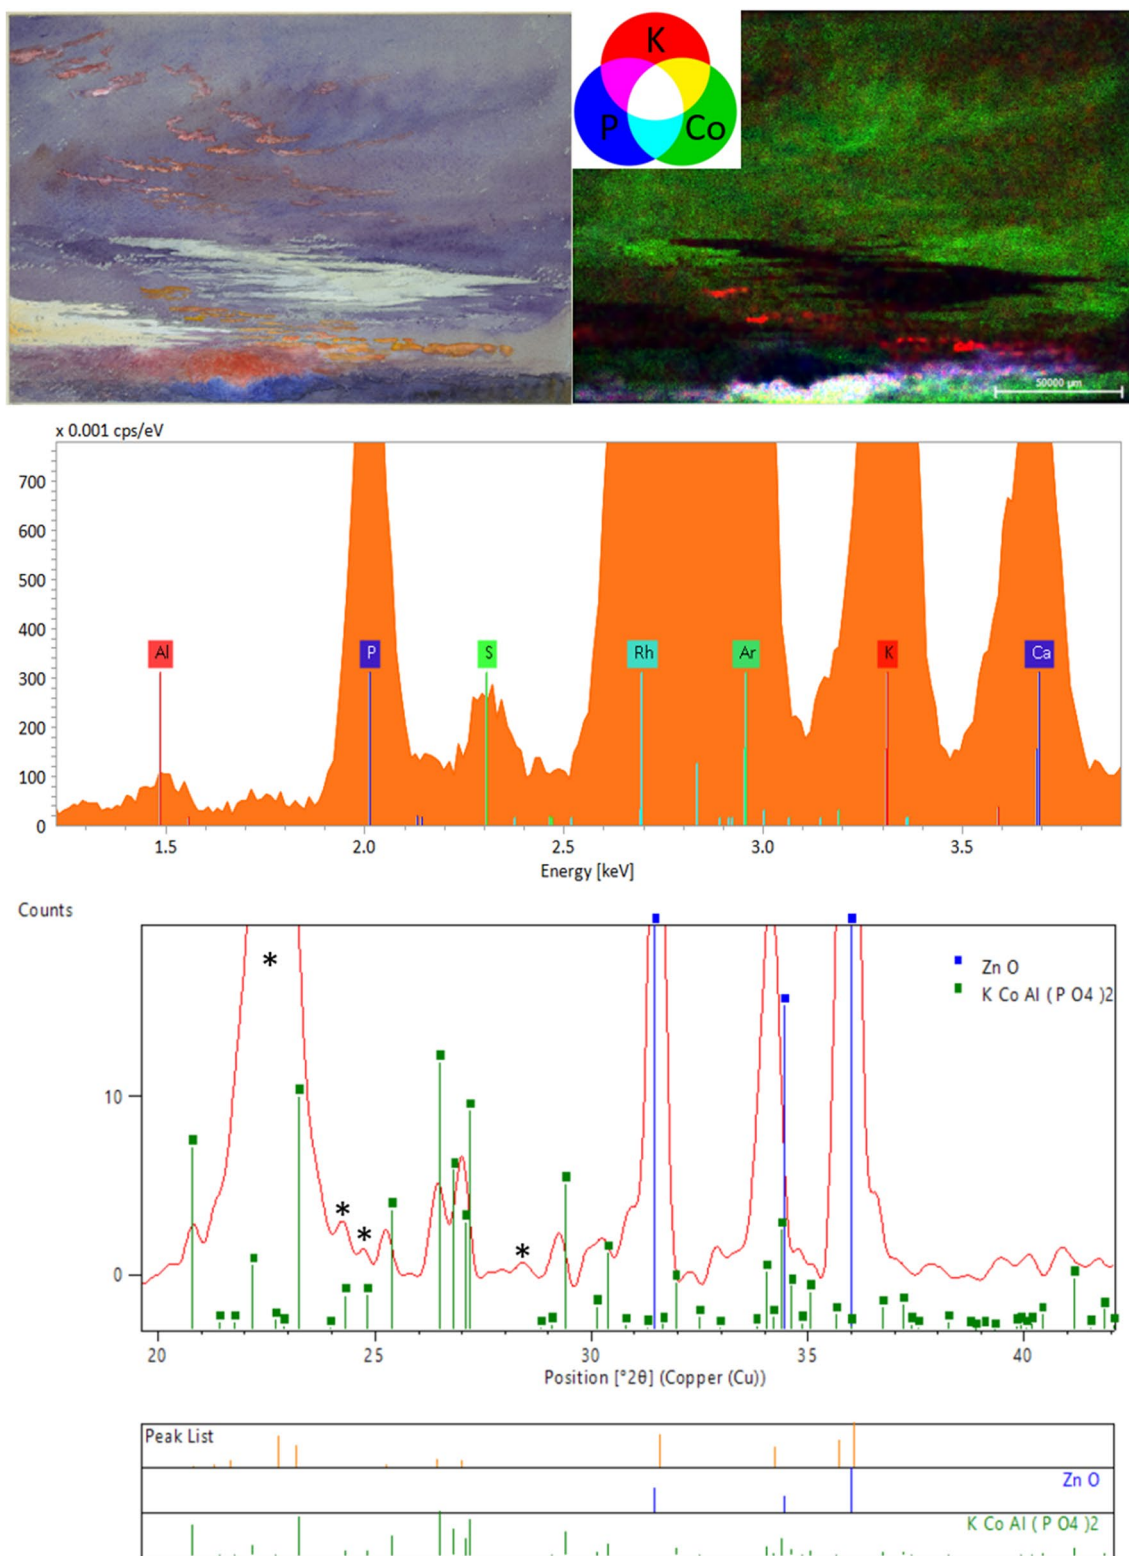 K
P
Co
50000 µm
x 0.001 cps/eV
700
600
500
400
300
200
100
0
Al
P
S
Rh
Ar
K
Ca
1.5
2.0
2.5
3.0
3.5
Energy [keV]
Counts
*
Zn O
K Co Al ( P O4 )2
10
*
*
*
0
20
25
30
35
40
Position [°2θ] (Copper (Cu))
Peak List
Zn O
K Co Al ( P O4 )2